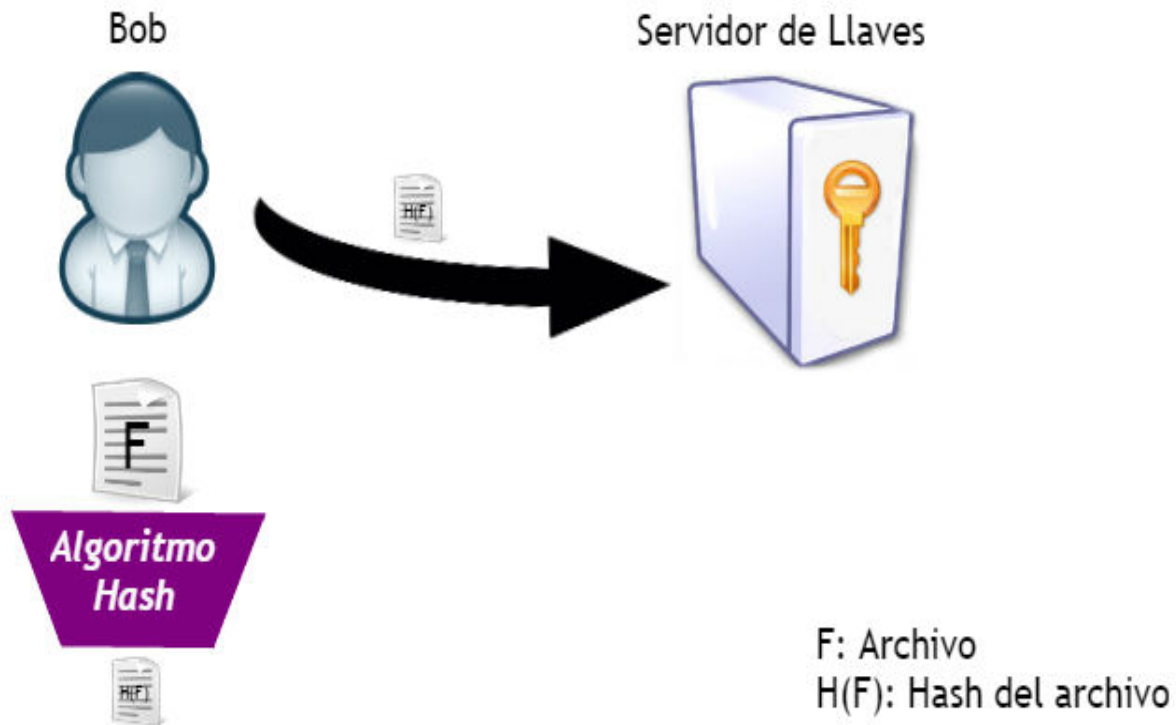 Bob
Servidor de Llaves
H(F)
F
Algoritmo
Hash
H(F)
F: Archivo
H(F): Hash del archivo